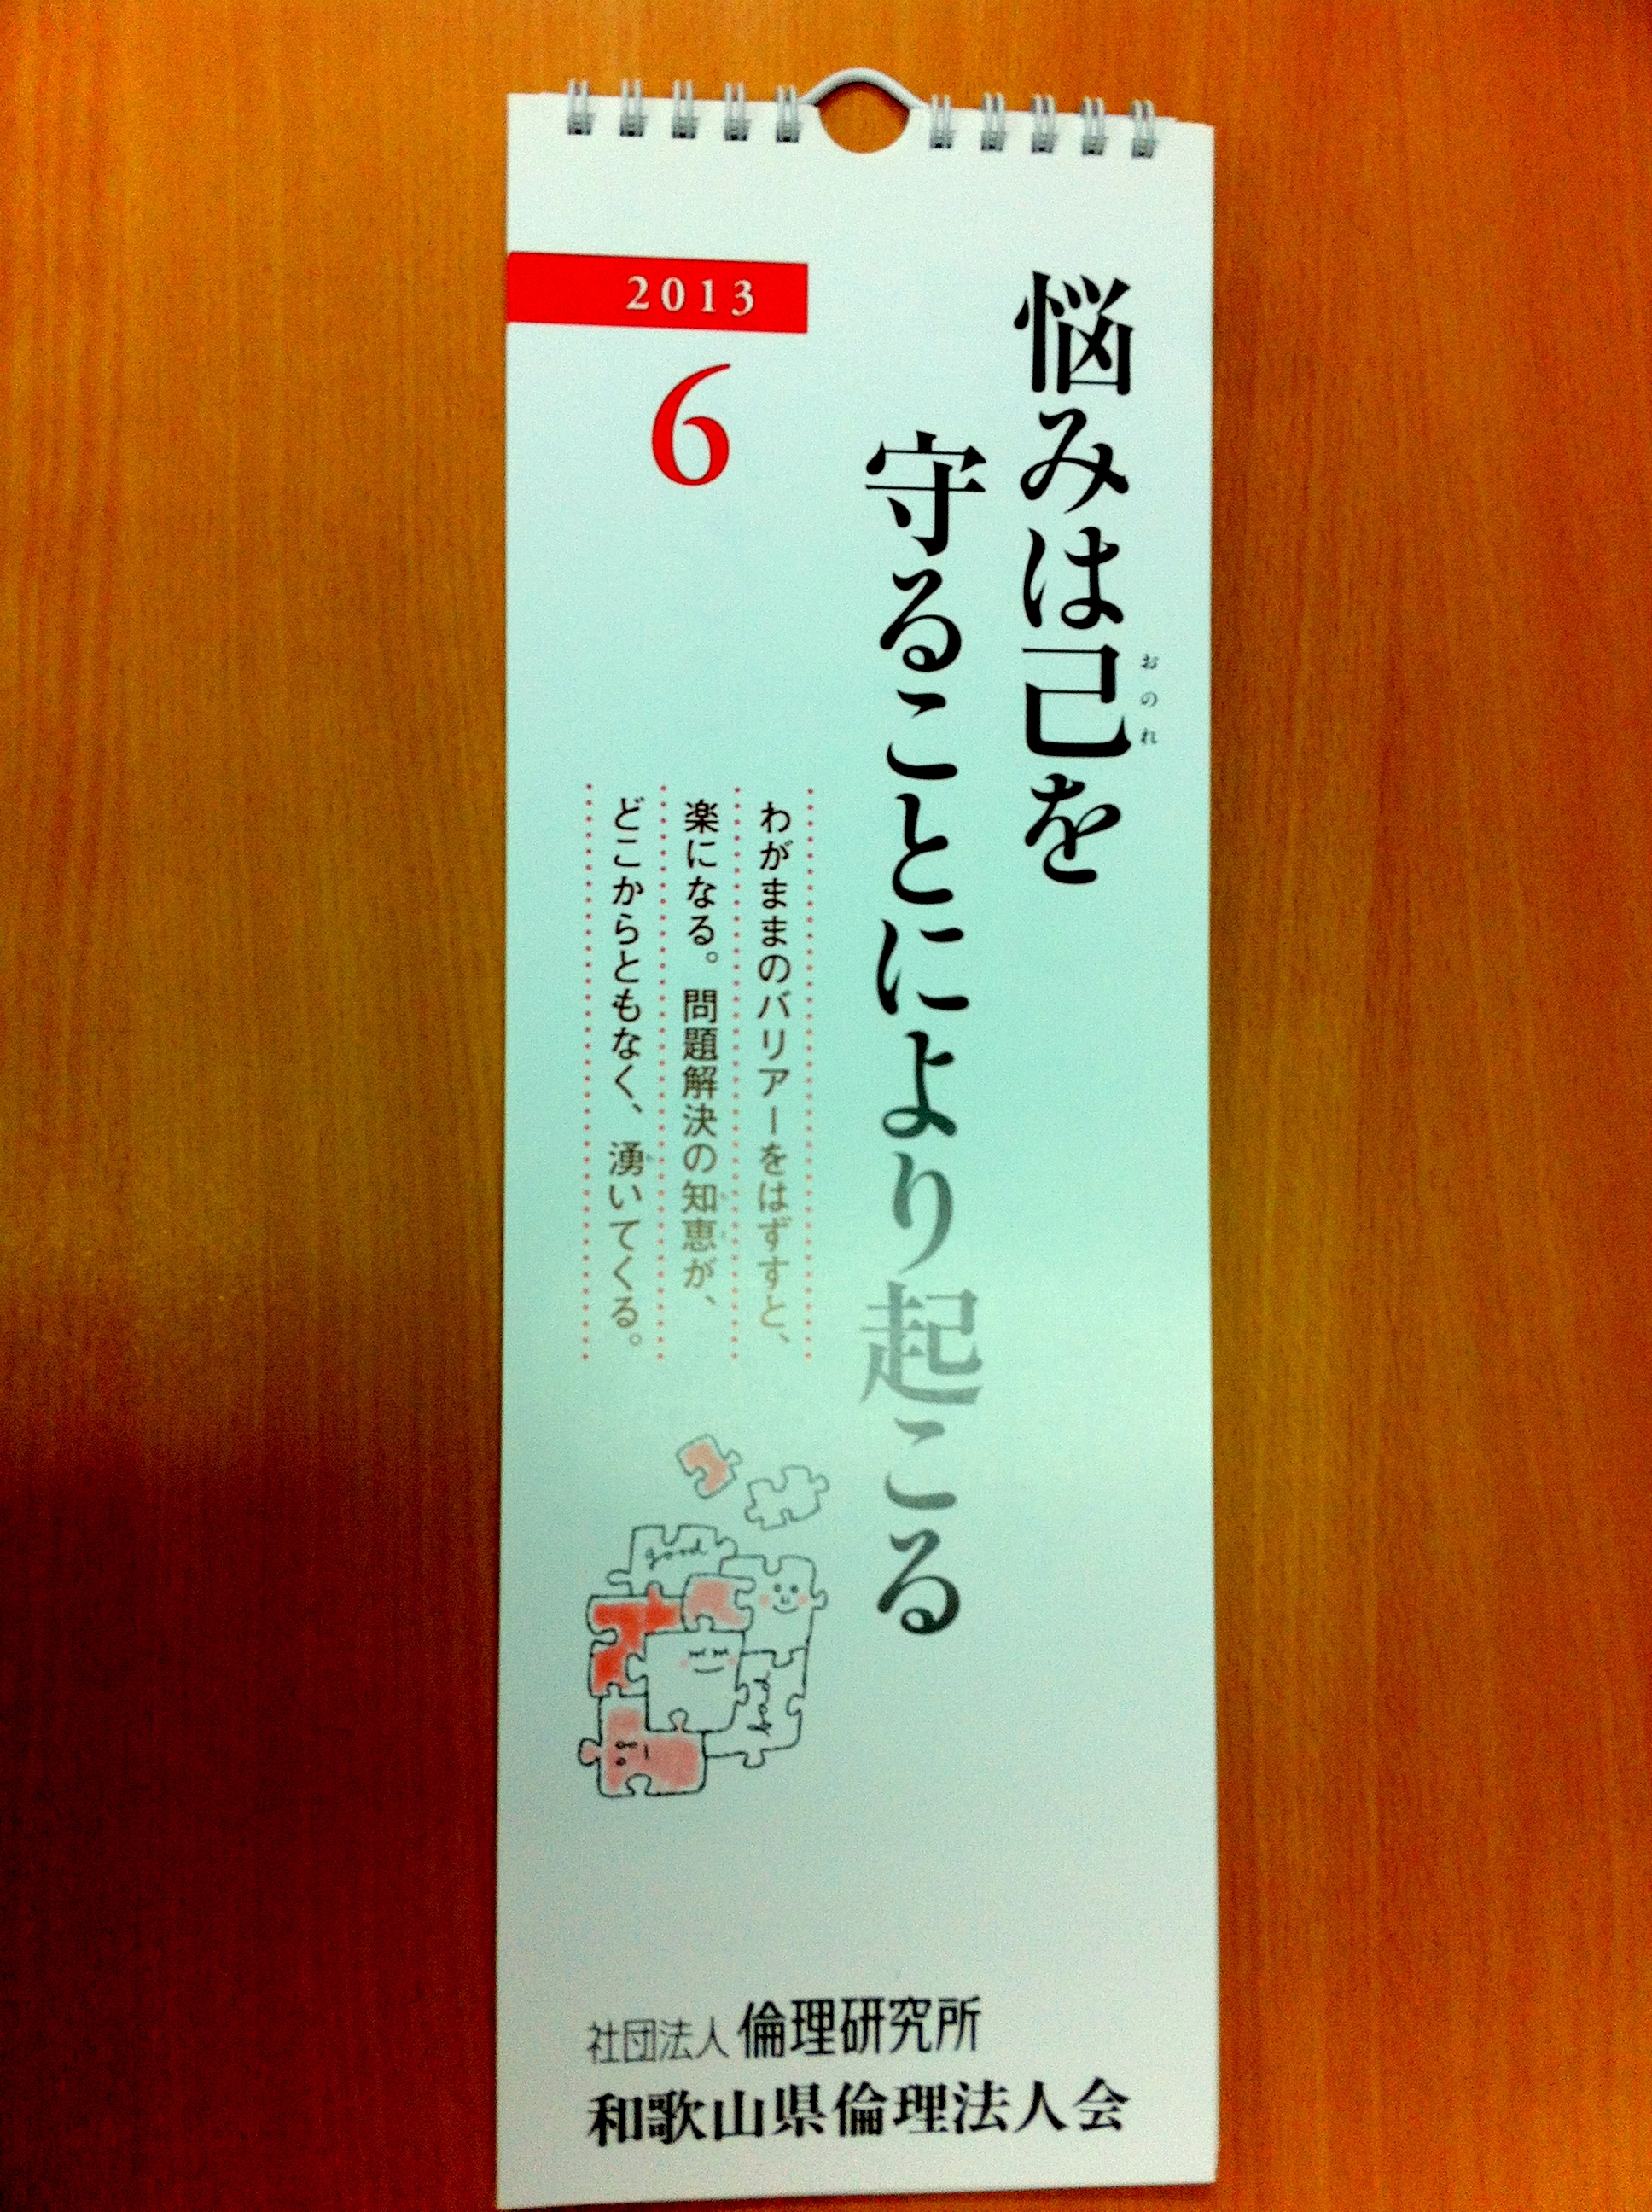 悩みは己を
おのれ
守ることにより起こる
2013
6
わがままのバリアーをはずすと、
楽になる。問題解決の知恵が、
どこからともなく、湧いてくる。
good
bad
社団法人 倫理研究所
和歌山県倫理法人会